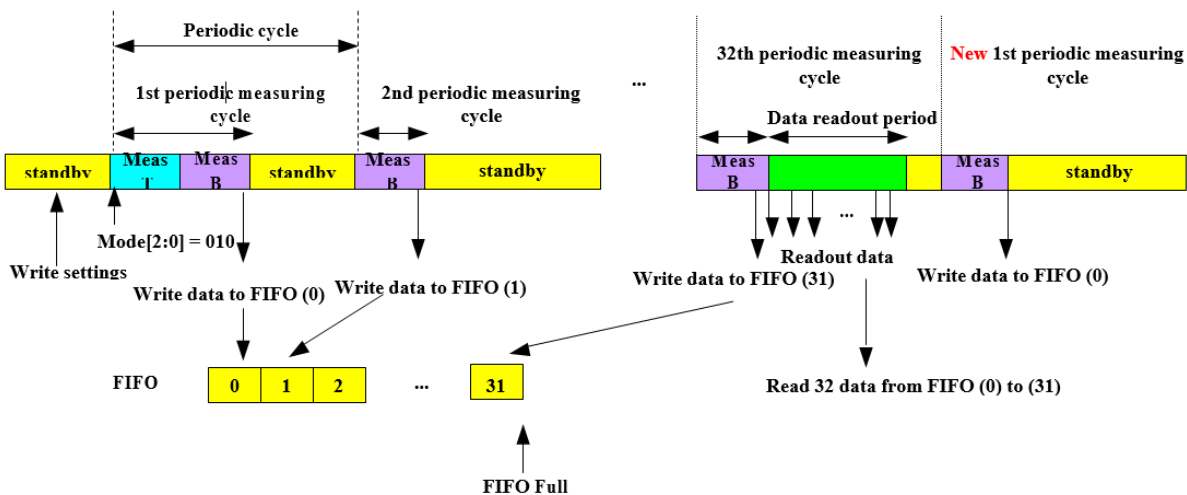 Periodic cycle
32th periodic measuring
cycle
New 1st periodic measuring
cycle
...
1st periodic measuring
cycle
2nd periodic measuring
cycle
Data readout period
standby
Meas
T
Meas
B
standby
Meas
B
standby
Meas
B
Meas
B
standby
Mode[2:0] = 010
...
Write settings
Readout data
Write data to FIFO (0)
Write data to FIFO (1)
Write data to FIFO (31)
Write data to FIFO (0)
FIFO
0
1
2
...
31
Read 32 data from FIFO (0) to (31)
FIFO Full